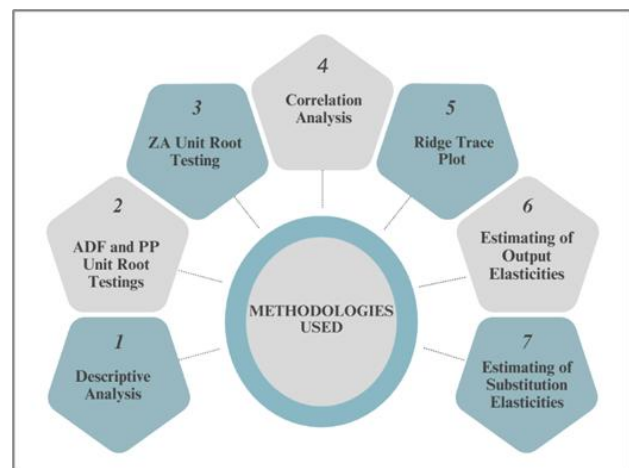 1
Descriptive
Analysis
2
ADF and PP
Unit Root
Testings
3
ZA Unit Root
Testing
4
Correlation
Analysis
5
Ridge Trace
Plot
6
Estimating of
Output
Elasticities
7
Estimating of
Substitution
Elasticities
METHODOLOGIES
USED